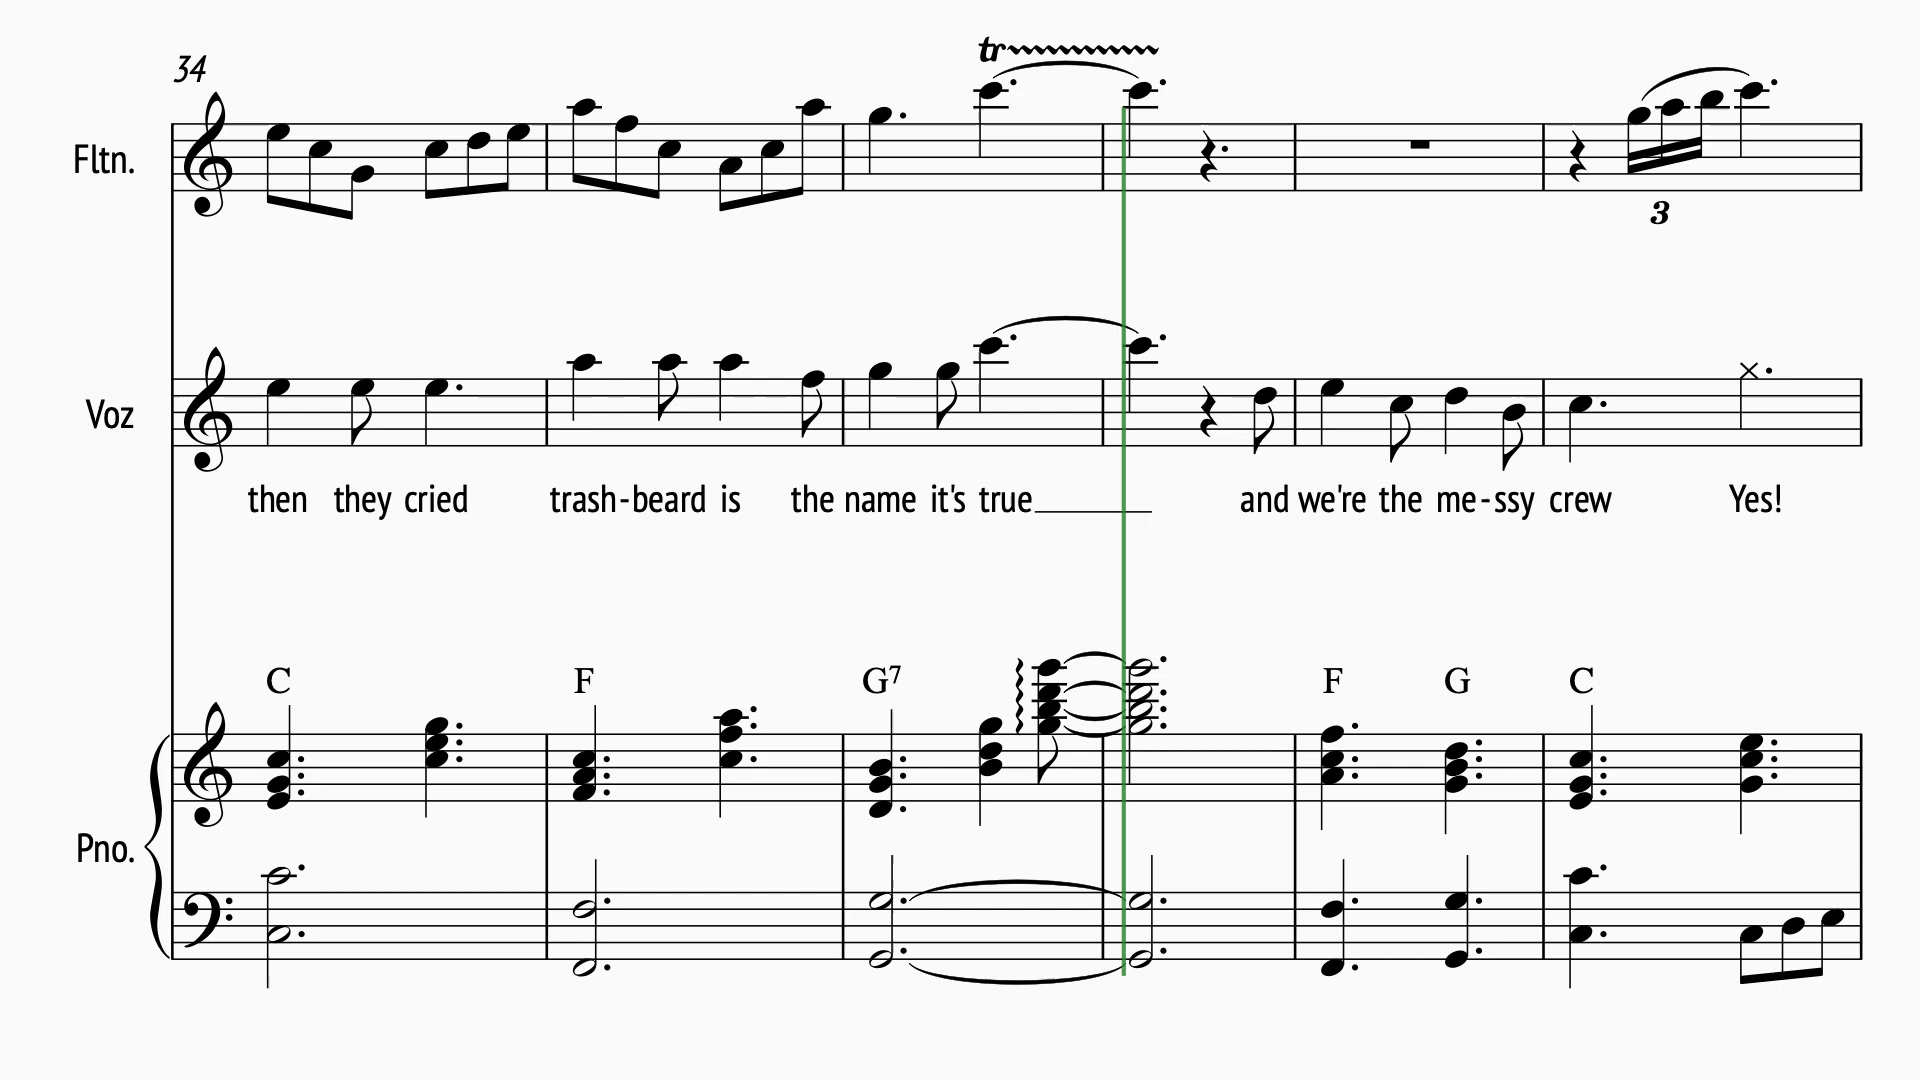 34
tr
Fltn.
3
Voz
then they cried trash-beard is the name it's true and we're the me-ssy crew Yes!
C F G7 F G C
Pno.